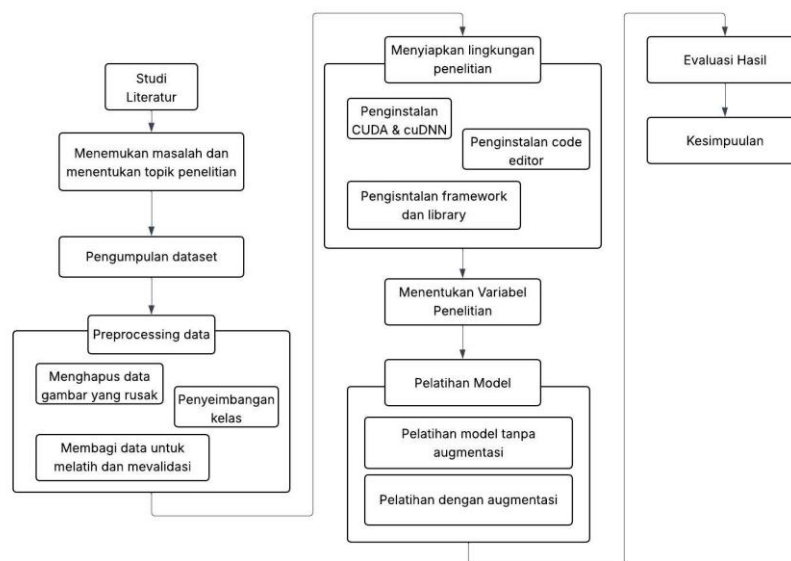 Studi
Literatur
Menemukan masalah dan
menentukan topik penelitian
Pengumpulan dataset
Preprocessing data
Menghapus data
gambar yang rusak
Penyeimbangan
kelas
Membagi data untuk
melatih dan mevalidasi
Menyiapkan lingkungan
penelitian
Penginstalan
CUDA & cuDNN
Penginstalan code
editor
Pengisntalan framework
dan library
Menentukan Variabel
Penelitian
Pelatihan Model
Pelatihan model tanpa
augmentasi
Pelatihan dengan augmentasi
Evaluasi Hasil
Kesimpuulan